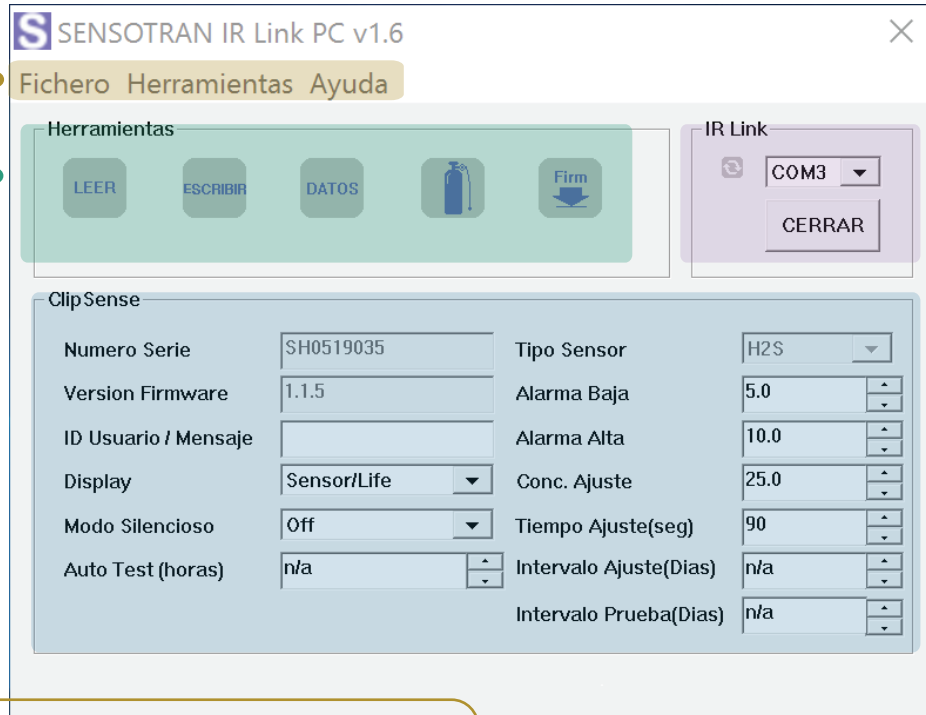 S SENSOTRAN IR Link PC v1.6
Fichero Herramientas Ayuda
Herramientas
LEER ESCRIBIR DATOS Firm
IR Link
COM3
CERRAR
ClipSense
Numero Serie SH0519035
Version Firmware 1.1.5
ID Usuario / Mensaje
Display Sensor/Life
Modo Silencioso Off
Auto Test (horas) n/a
Tipo Sensor H2S
Alarma Baja 5.0
Alarma Alta 10.0
Conc. Ajuste 25.0
Tiempo Ajuste(seg) 90
Intervalo Ajuste(Dias) n/a
Intervalo Prueba(Dias) n/a